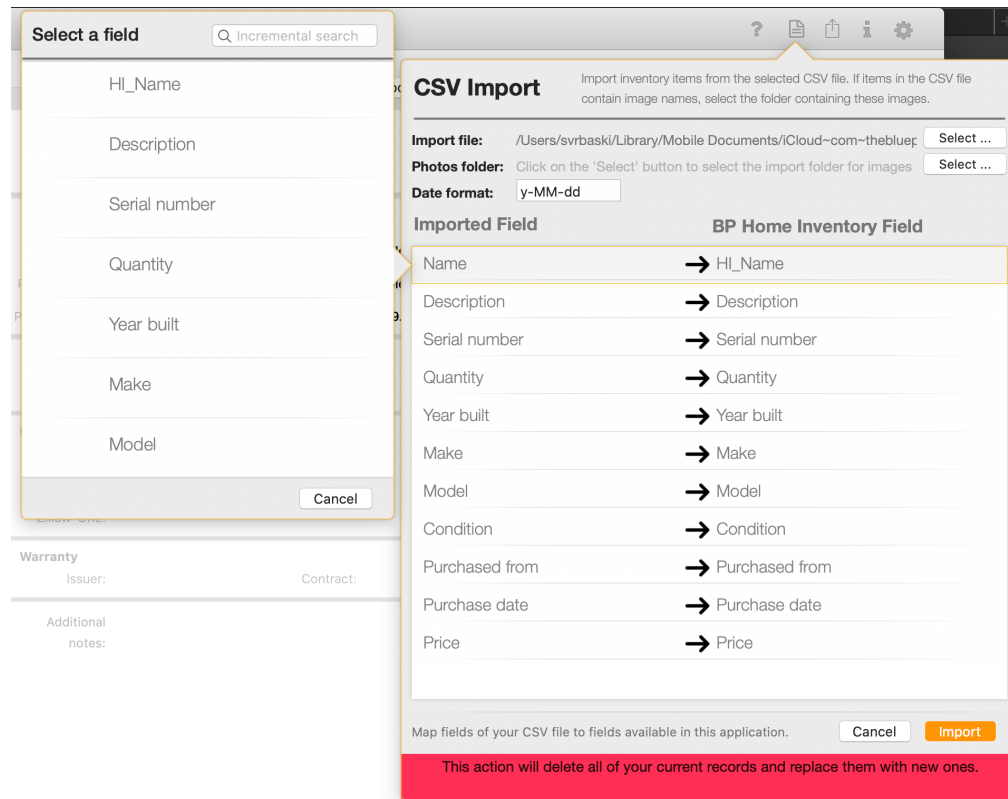 Select a field
Incremental search
HI_Name
Description
Serial number
Quantity
Year built
Make
Model
Cancel
Warranty
Issuer:
Contract:
Additional
notes:
?
CSV Import
Import inventory items from the selected CSV file. If items in the CSV file
contain image names, select the folder containing these images.
Import file: /Users/svrbaski/Library/Mobile Documents/iCloud~com~thebluep Select ...
Photos folder: Click on the 'Select' button to select the import folder for images Select ...
Date format: y-MM-dd
Imported Field BP Home Inventory Field
Name → HI_Name
Description → Description
Serial number → Serial number
Quantity → Quantity
Year built → Year built
Make → Make
Model → Model
Condition → Condition
Purchased from → Purchased from
Purchase date → Purchase date
Price → Price
Map fields of your CSV file to fields available in this application. Cancel Import
This action will delete all of your current records and replace them with new ones.